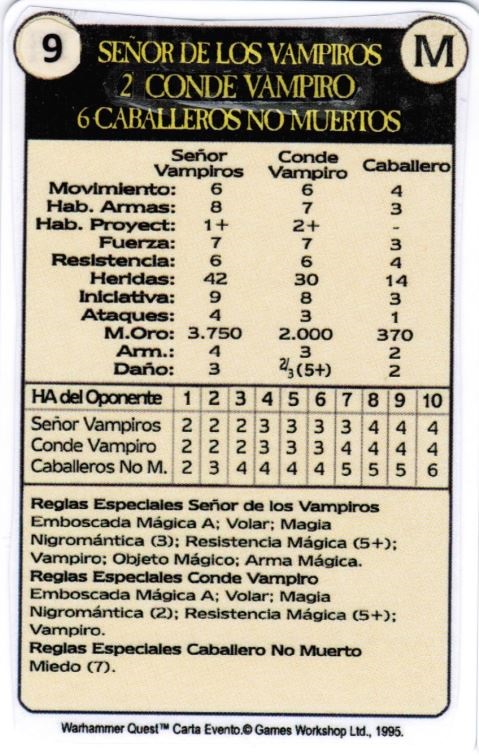 9
SEÑOR DE LOS VAMPIROS
M
2 CONDE VAMPIRO
6 CABALLEROS NO MUERTOS
Señor Vampiros Conde Vampiro Caballero
Movimiento: 6 6 4
Hab. Armas: 8 7 3
Hab. Proyect: 1+ 2+ -
Fuerza: 7 7 3
Resistencia: 6 6 4
Heridas: 42 30 14
Iniciativa: 9 8 3
Ataques: 4 3 1
M.Oro: 3.750 2.000 370
Arm.: 4 3 2
Daño: 3 2/3 (5+) 2
HA del Oponente 1 2 3 4 5 6 7 8 9 10
Señor Vampiros 2 2 2 3 3 3 3 4 4 4
Conde Vampiro 2 2 2 3 3 3 4 4 4 4
Caballeros No M. 2 3 4 4 4 4 5 5 5 6
Reglas Especiales Señor de los Vampiros
Emboscada Mágica A; Volar; Magia
Nigromántica (3); Resistencia Mágica (5+);
Vampiro; Objeto Mágico; Arma Mágica.
Reglas Especiales Conde Vampiro
Emboscada Mágica A; Volar; Magia
Nigromántica (2); Resistencia Mágica (5+);
Vampiro.
Reglas Especiales Caballero No Muerto
Miedo (7).
Warhammer Quest™ Carta Evento.© Games Workshop Ltd., 1995.